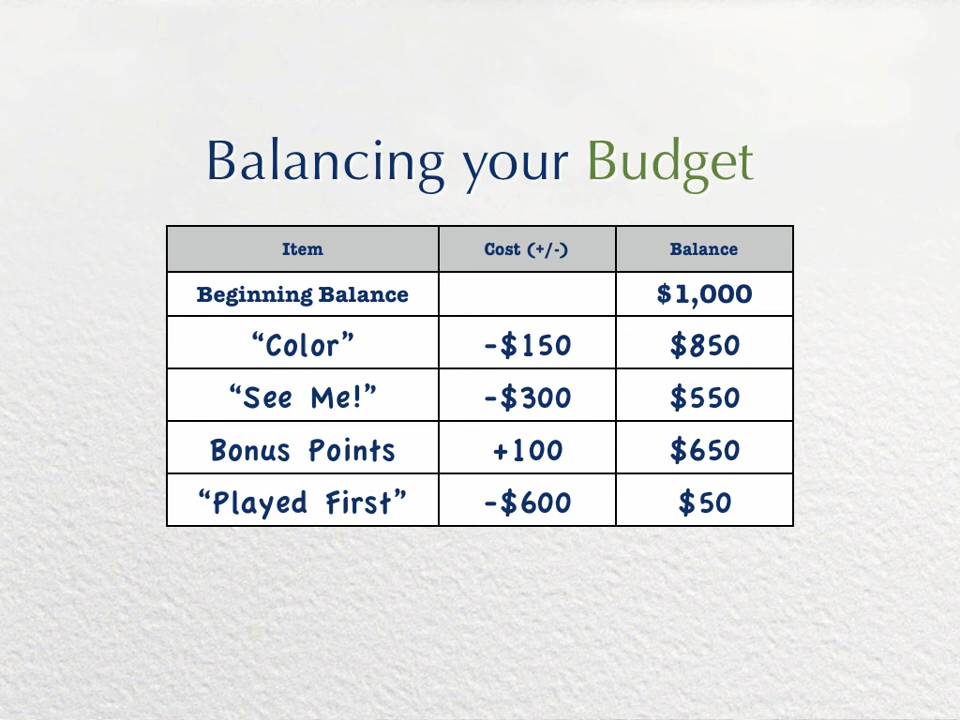 Balancing your Budget
Item Cost (+/-) Balance
Beginning Balance $1,000
“Color” -$150 $850
“See Me!” -$300 $550
Bonus Points +100 $650
“Played First” -$600 $50